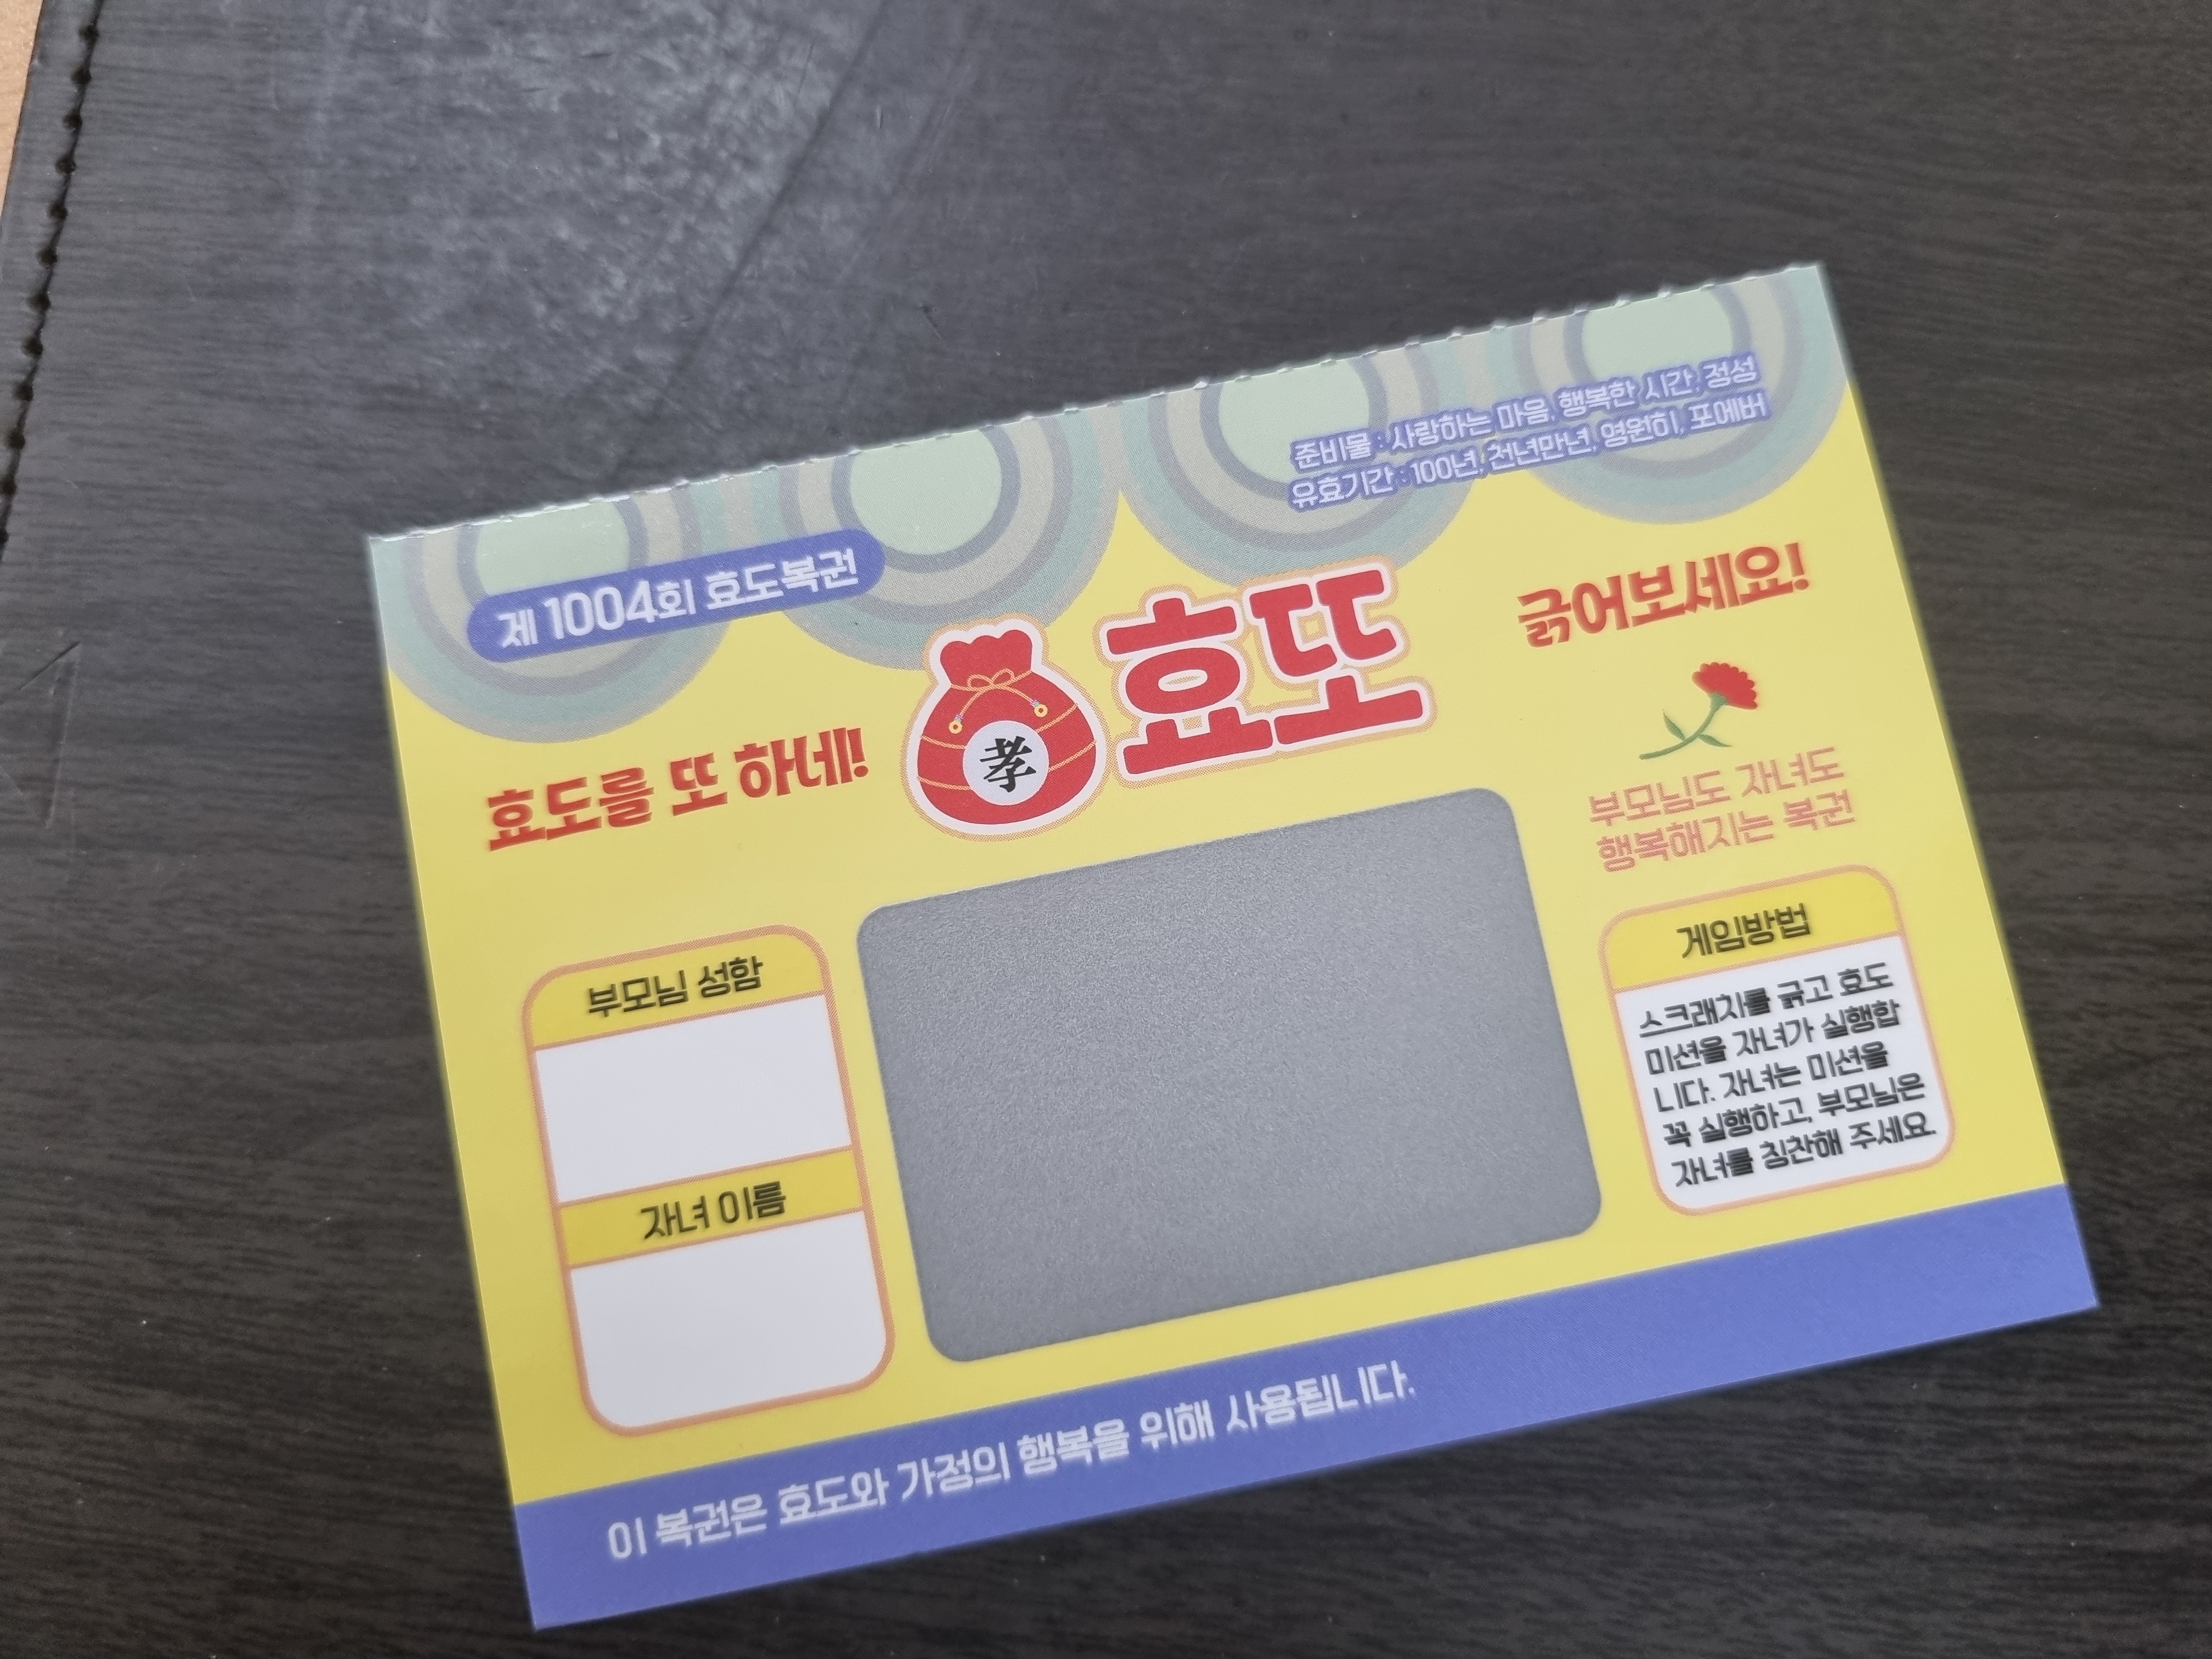 제 1004회 효도복권
준비물 : 사랑하는 마음, 행복한 시간, 정성
유효기간 : 100년, 천년만년, 영원히, 포에버
효도를 또 하네!
孝
효또
긁어보세요!
부모님도 자녀도
행복해지는 복권
부모님 성함
자녀 이름
게임방법
스크래치를 긁고 효도
미션을 자녀가 실행합
니다. 자녀는 미션을
꼭 실행하고, 부모님은
자녀를 칭찬해 주세요.
이 복권은 효도와 가정의 행복을 위해 사용됩니다.